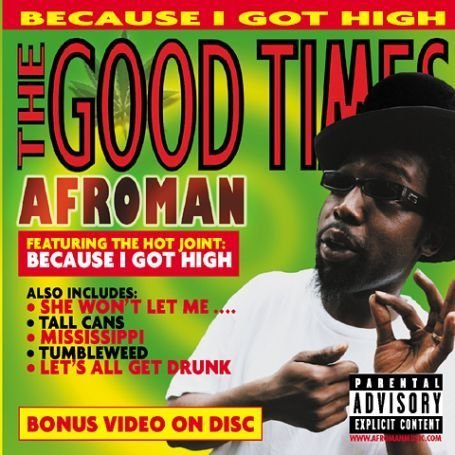 BECAUSE I GOT HIGH
THE GOOD TIMES
AFROMAN
FEATURING THE HOT JOINT:
BECAUSE I GOT HIGH
ALSO INCLUDES:
• SHE WON'T LET ME ....
• TALL CANS
• MISSISSIPPI
• TUMBLEWEED
• LET'S ALL GET DRUNK
BONUS VIDEO ON DISC
PARENTAL
ADVISORY
EXPLICIT CONTENT
WWW.AFROMANMUSIC.COM